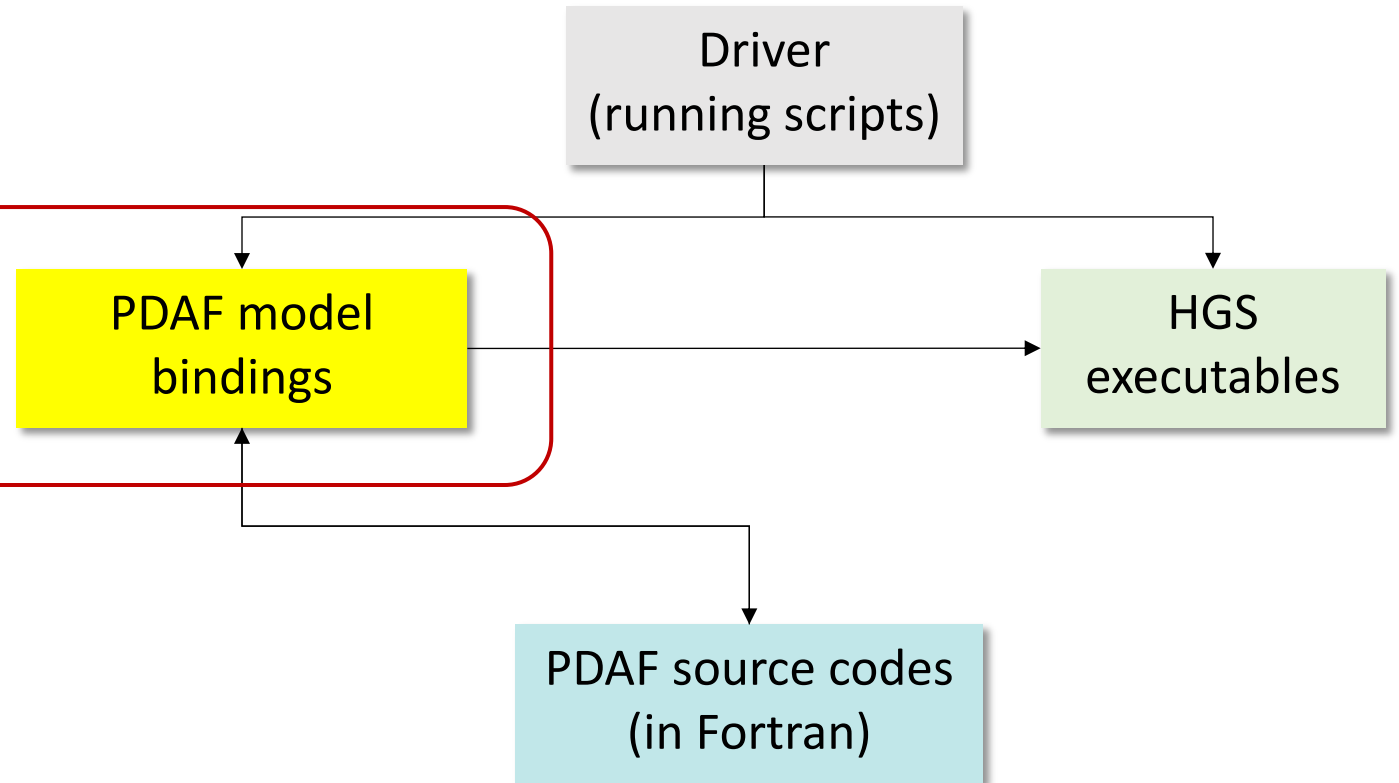 Driver
(running scripts)
PDAF model
bindings
HGS
executables
PDAF source codes
(in Fortran)